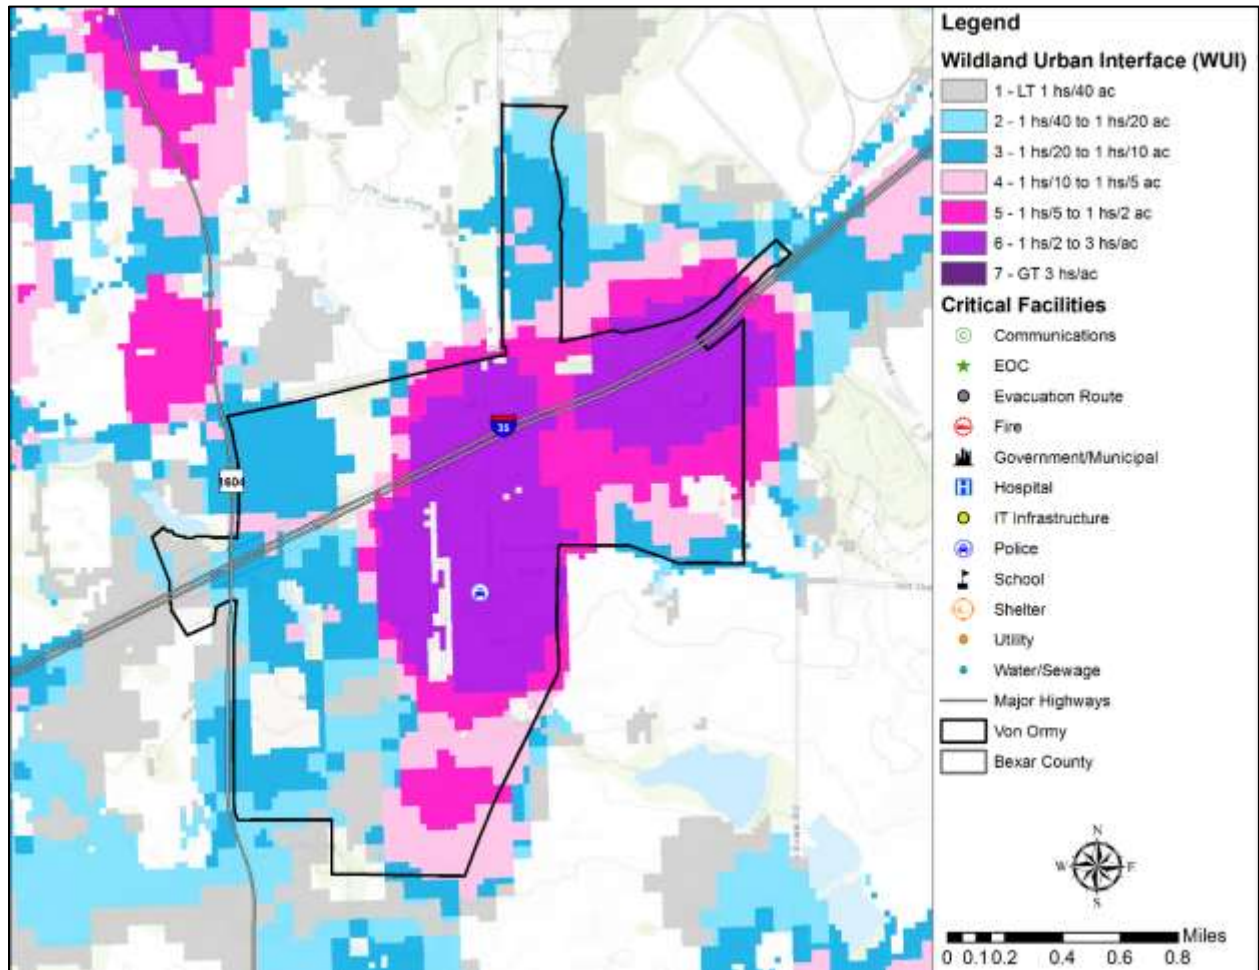 Legend
Wildland Urban Interface (WUI)
1 - LT 1 hs/40 ac
2 - 1 hs/40 to 1 hs/20 ac
3 - 1 hs/20 to 1 hs/10 ac
4 - 1 hs/10 to 1 hs/5 ac
5 - 1 hs/5 to 1 hs/2 ac
6 - 1 hs/2 to 3 hs/ac
7 - GT 3 hs/ac
Critical Facilities
Communications
EOC
Evacuation Route
Fire
Government/Municipal
Hospital
IT Infrastructure
Police
School
Shelter
Utility
Water/Sewage
Major Highways
Von Ormy
Bexar County
N
W E
S
Miles
0 0.1 0.2 0.4 0.6 0.8
35
1604